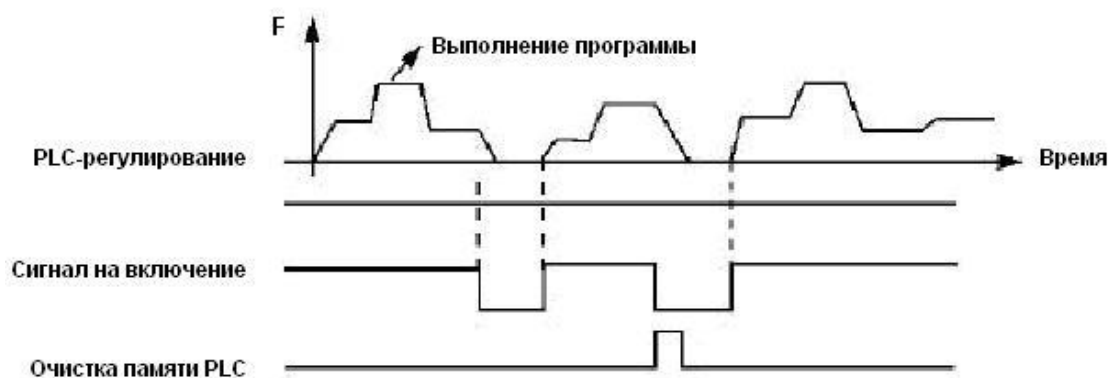 F
Выполнение программы
PLC-регулирование
Время
Сигнал на включение
Очистка памяти PLC